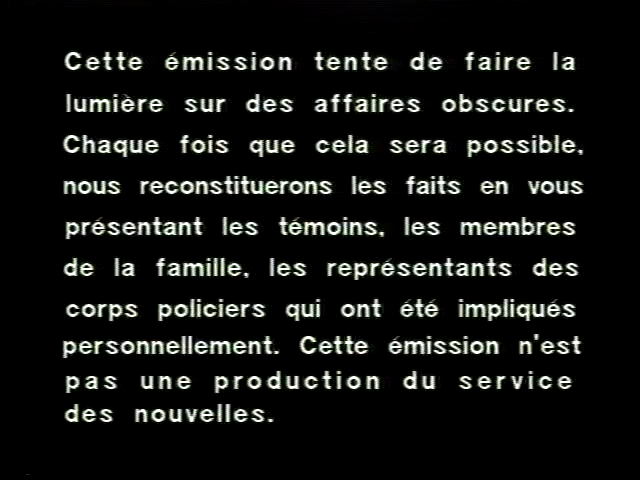 Cette émission tente de faire la
lumière sur des affaires obscures.
Chaque fois que cela sera possible,
nous reconstituerons les faits en vous
présentant les témoins, les membres
de la famille, les représentants des
corps policiers qui ont été impliqués
personnellement. Cette émission n'est
pas une production du service
des nouvelles.